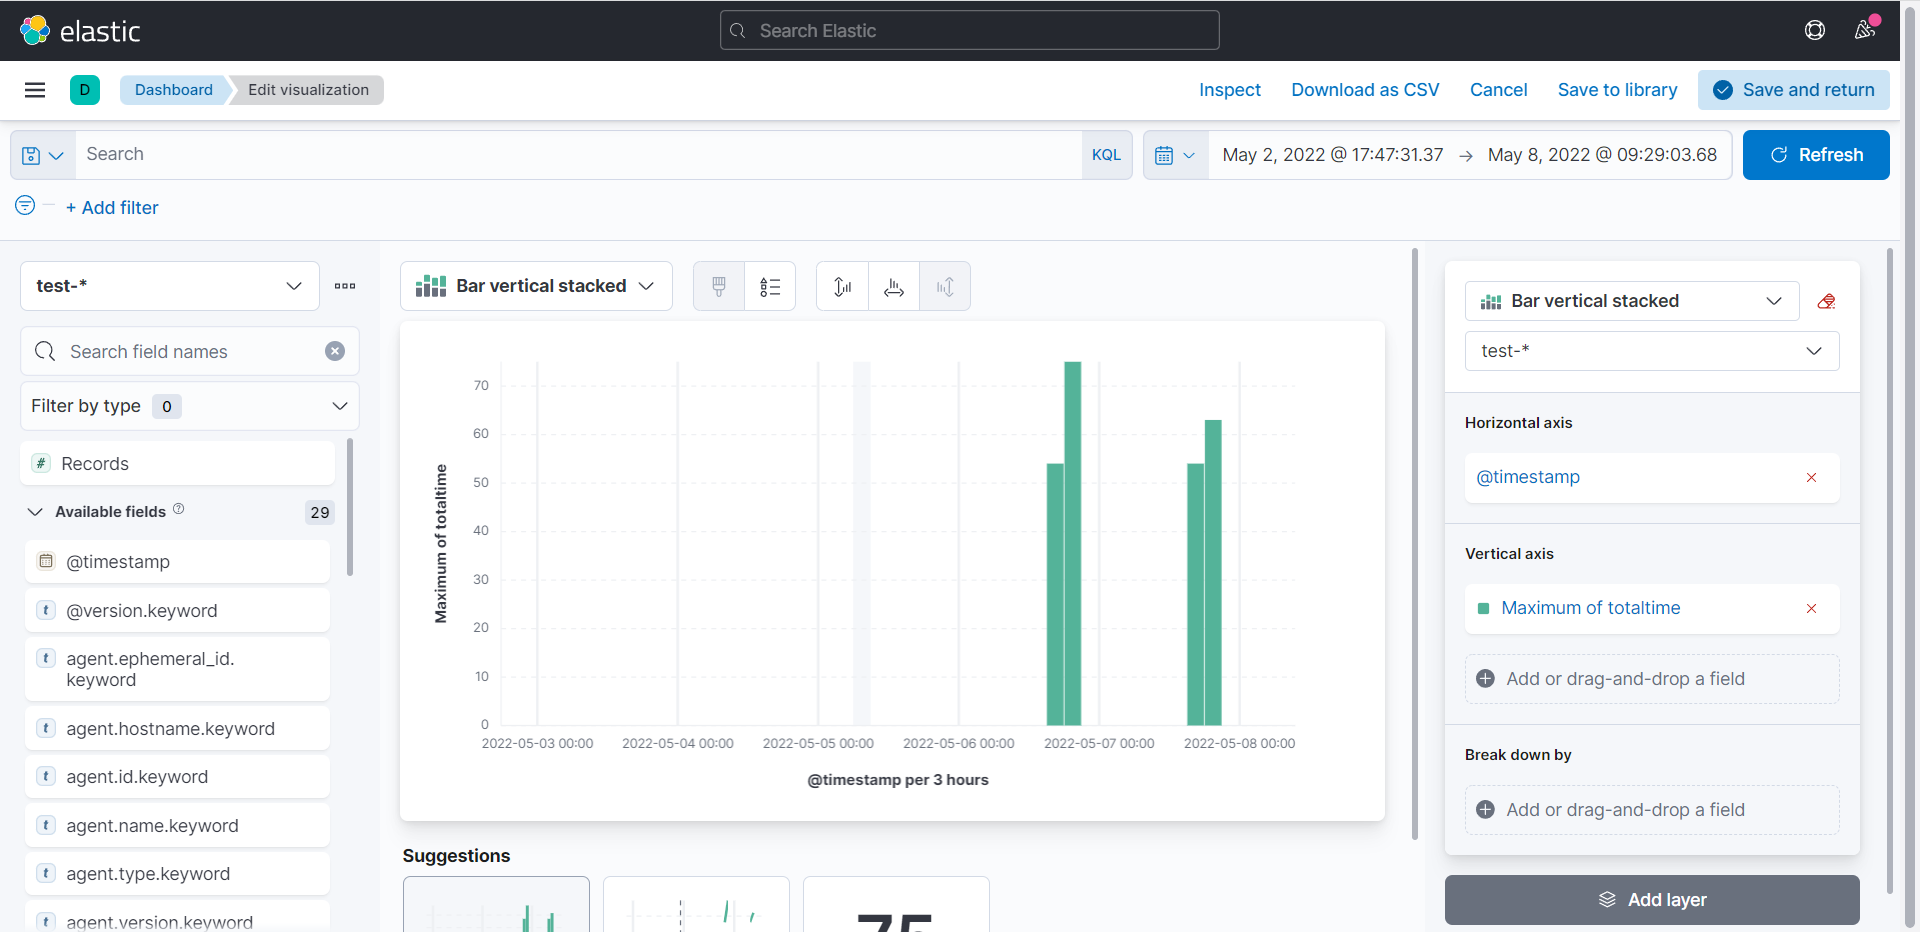 elastic
Search Elastic
D
Dashboard
Edit visualization
Inspect
Download as CSV
Cancel
Save to library
Save and return
Search
KQL
May 2, 2022 @ 17:47:31.37 → May 8, 2022 @ 09:29:03.68
Refresh
+ Add filter
test-*
Search field names
Filter by type 0
# Records
Available fields 29
@timestamp
t @version.keyword
t agent.ephemeral_id.
keyword
t agent.hostname.keyword
t agent.id.keyword
t agent.name.keyword
t agent.type.keyword
t agent.version.keyword
Bar vertical stacked
Maximum of totaltime
70
60
50
40
30
20
10
0
2022-05-03 00:00
2022-05-04 00:00
2022-05-05 00:00
2022-05-06 00:00
2022-05-07 00:00
2022-05-08 00:00
@timestamp per 3 hours
Suggestions
75
Bar vertical stacked
test-*
Horizontal axis
@timestamp
Vertical axis
Maximum of totaltime
Add or drag-and-drop a field
Break down by
Add or drag-and-drop a field
Add layer